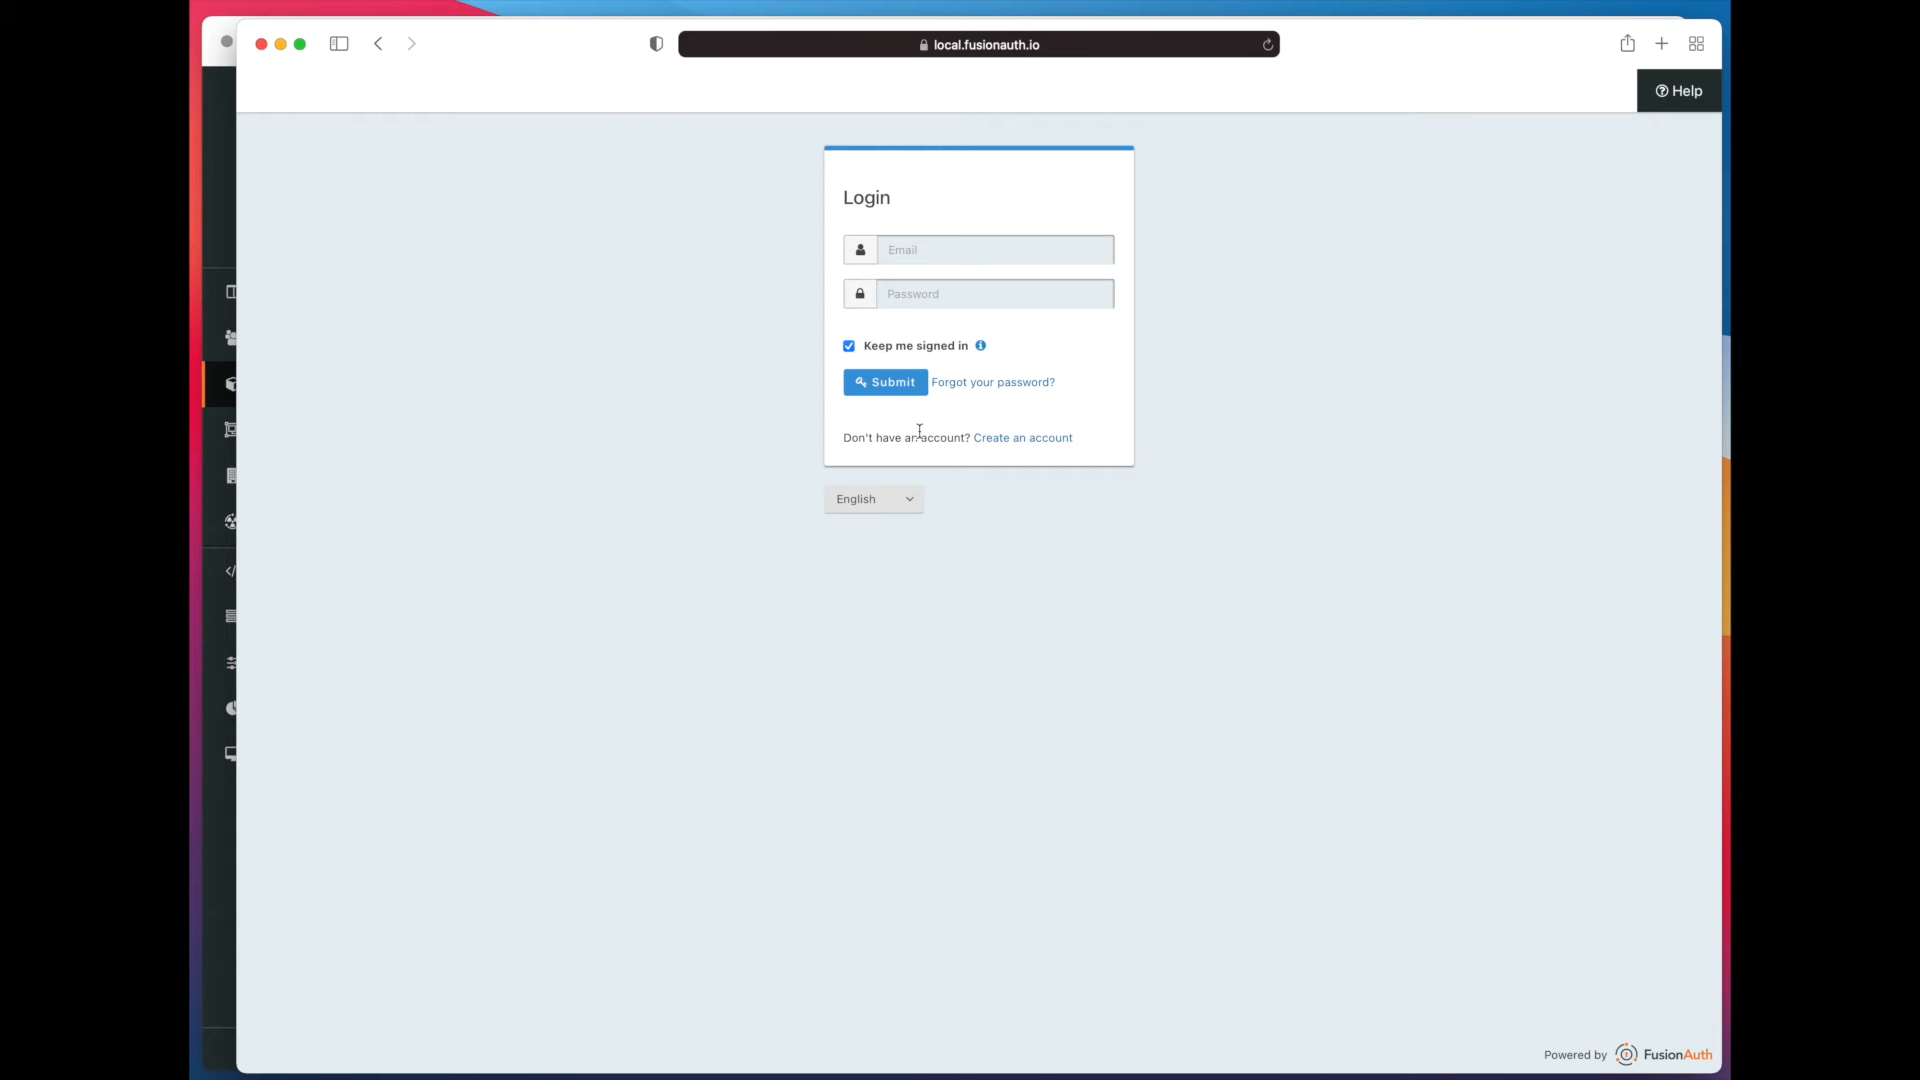 local.fusionauth.io
Help
Login
Email
Password
Keep me signed in
Submit Forgot your password?
Don't have an account? Create an account
English
Powered by FusionAuth